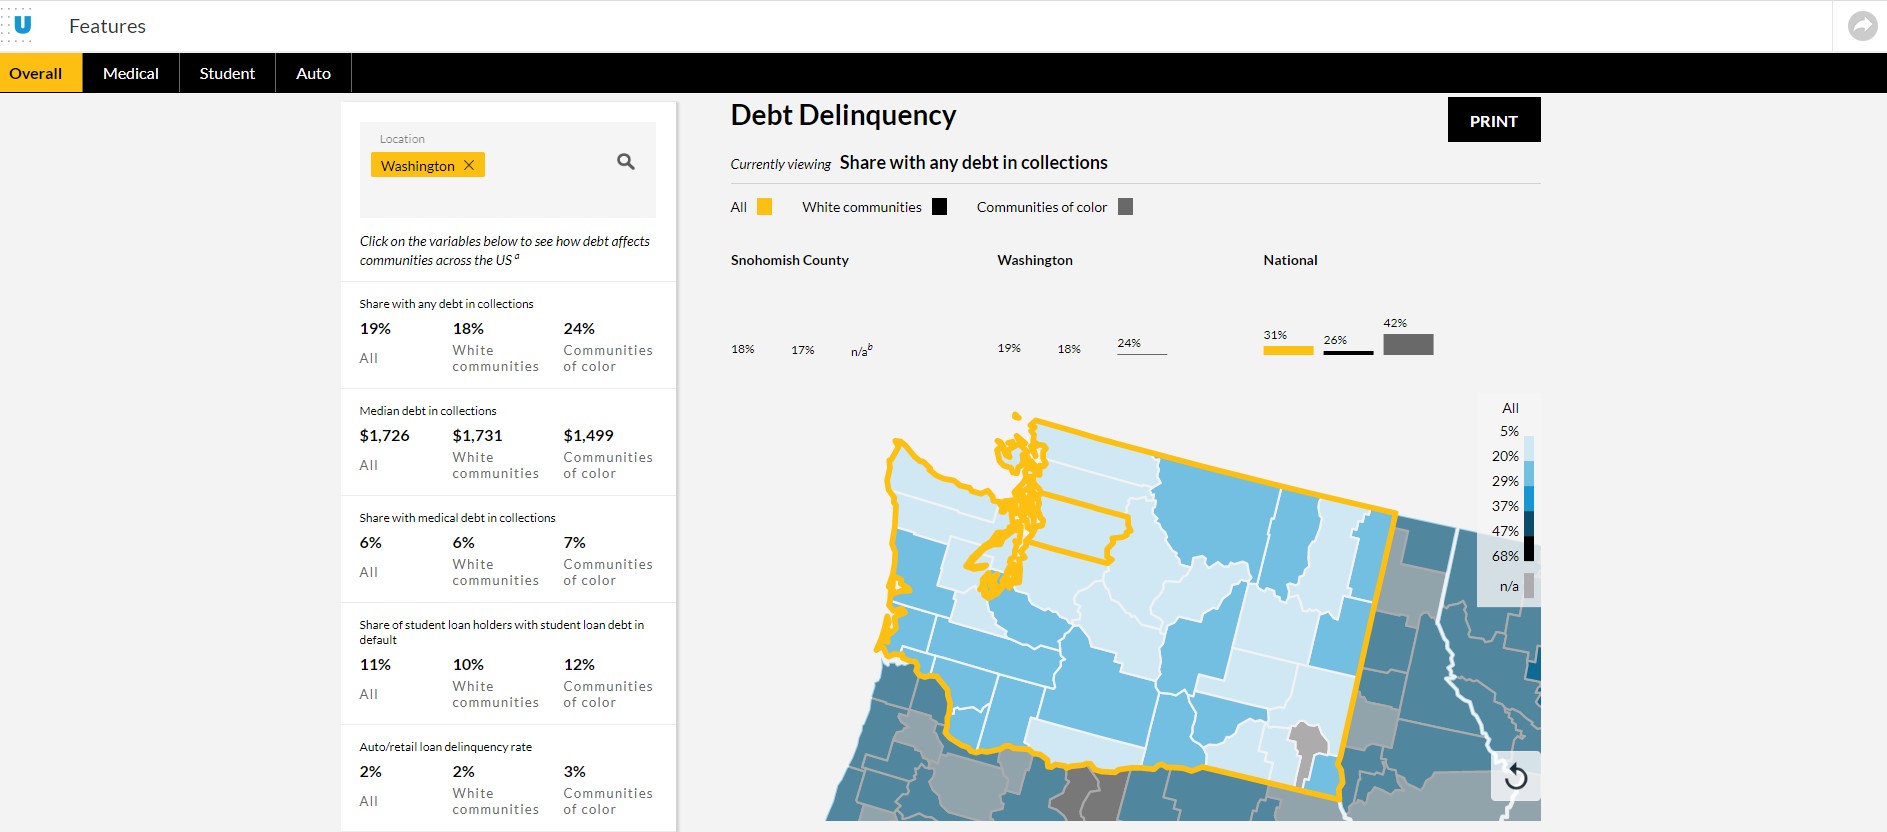 U
Features
Overall Medical Student Auto
Location
Washington
Click on the variables below to see how debt affects
communities across the US a
Share with any debt in collections
19% 18% 24%
All White communities Communities of color
Median debt in collections
$1,726 $1,731 $1,499
All White communities Communities of color
Share with medical debt in collections
6% 6% 7%
All White communities Communities of color
Share of student loan holders with student loan debt in
default
11% 10% 12%
All White communities Communities of color
Auto/retail loan delinquency rate
2% 2% 3%
All White communities Communities of color
Debt Delinquency
PRINT
Currently viewing Share with any debt in collections
All White communities Communities of color
Snohomish County Washington National
18% 17% n/a b 19% 18% 24% 31% 26% 42%
All
5%
20%
29%
37%
47%
68%
n/a